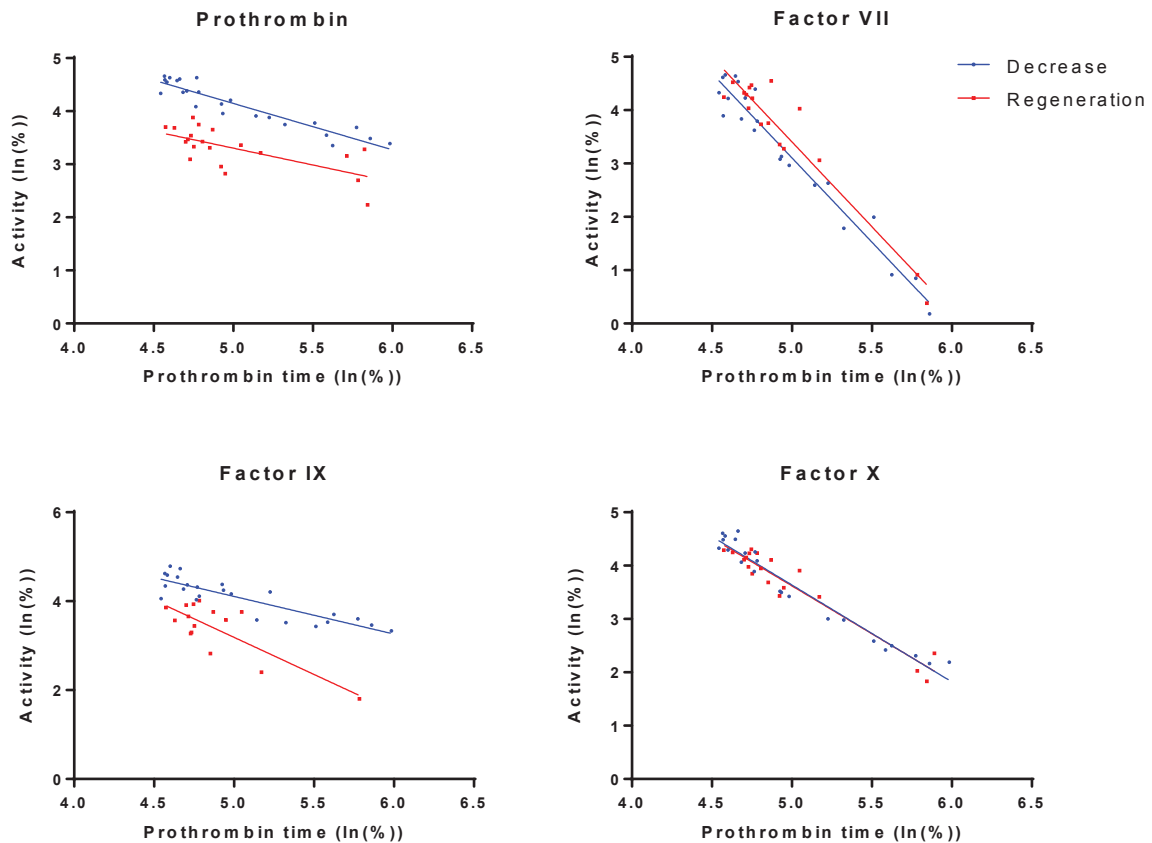 Prothrombin
Activity (ln(%))
5
4
3
2
1
0
4.0 4.5 5.0 5.5 6.0 6.5
Prothrombin time (ln(%))
Factor VII
Activity (ln(%))
5
4
3
2
1
0
4.0 4.5 5.0 5.5 6.0 6.5
Prothrombin time (ln(%))
Decrease
Regeneration
Factor IX
Activity (ln(%))
6
4
2
0
4.0 4.5 5.0 5.5 6.0 6.5
Prothrombin time (ln(%))
Factor X
Activity (ln(%))
5
4
3
2
1
0
4.0 4.5 5.0 5.5 6.0 6.5
Prothrombin time (ln(%))